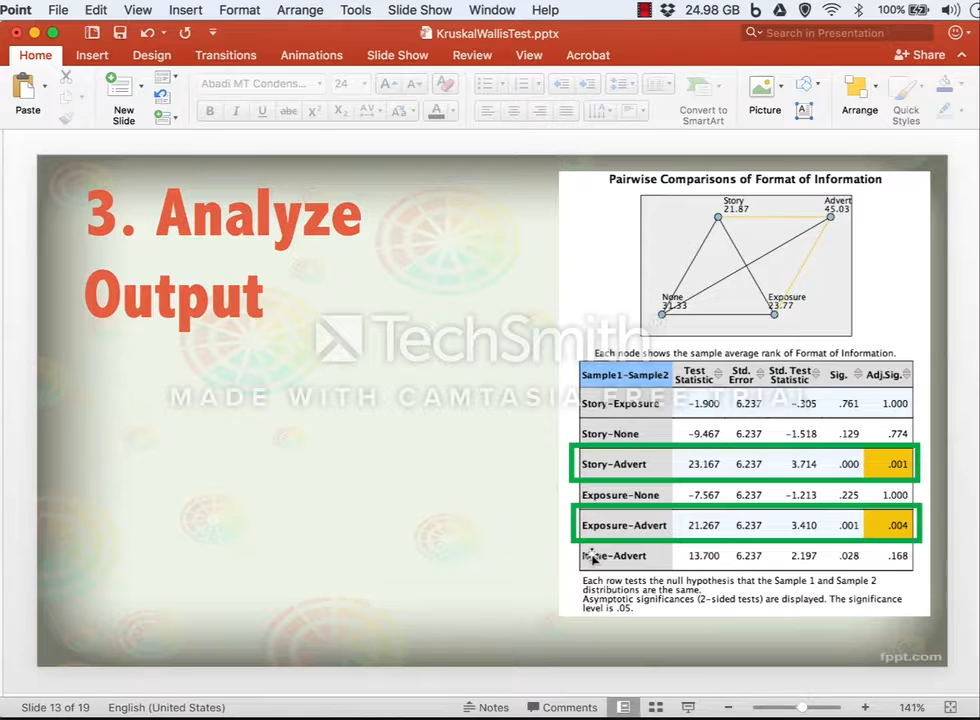 Point File Edit View Insert Format Arrange Tools Slide Show Window Help 24.98 GB 100%
KruskalWallisTest.pptx Search in Presentation
Home Insert Design Transitions Animations Slide Show Review View Acrobat Share
Abadi MT Condens... 24
Paste New Slide B I U abc X² X₂ AV Aa A Convert to SmartArt Picture Arrange Quick Styles
3. Analyze
Output
Pairwise Comparisons of Format of Information
Story
21.87
Advert
45.03
None
31.33
Exposure
23.77
TechSmith
MADE WITH CAMTASIA FREE TRIAL
Each node shows the sample average rank of Format of Information.
Sample1-Sample2 Test Statistic Std. Error Std. Test Statistic Sig. Adj.Sig.
Story-Exposure -1.900 6.237 -.305 .761 1.000
Story-None -9.467 6.237 -1.518 .129 .774
Story-Advert 23.167 6.237 3.714 .000 .001
Exposure-None -7.567 6.237 -1.213 .225 1.000
Exposure-Advert 21.267 6.237 3.410 .001 .004
None-Advert 13.700 6.237 2.197 .028 .168
Each row tests the null hypothesis that the Sample 1 and Sample 2
distributions are the same.
Asymptotic significances (2-sided tests) are displayed. The significance
level is .05.
fppt.com
Slide 13 of 19 English (United States) Notes Comments 141%